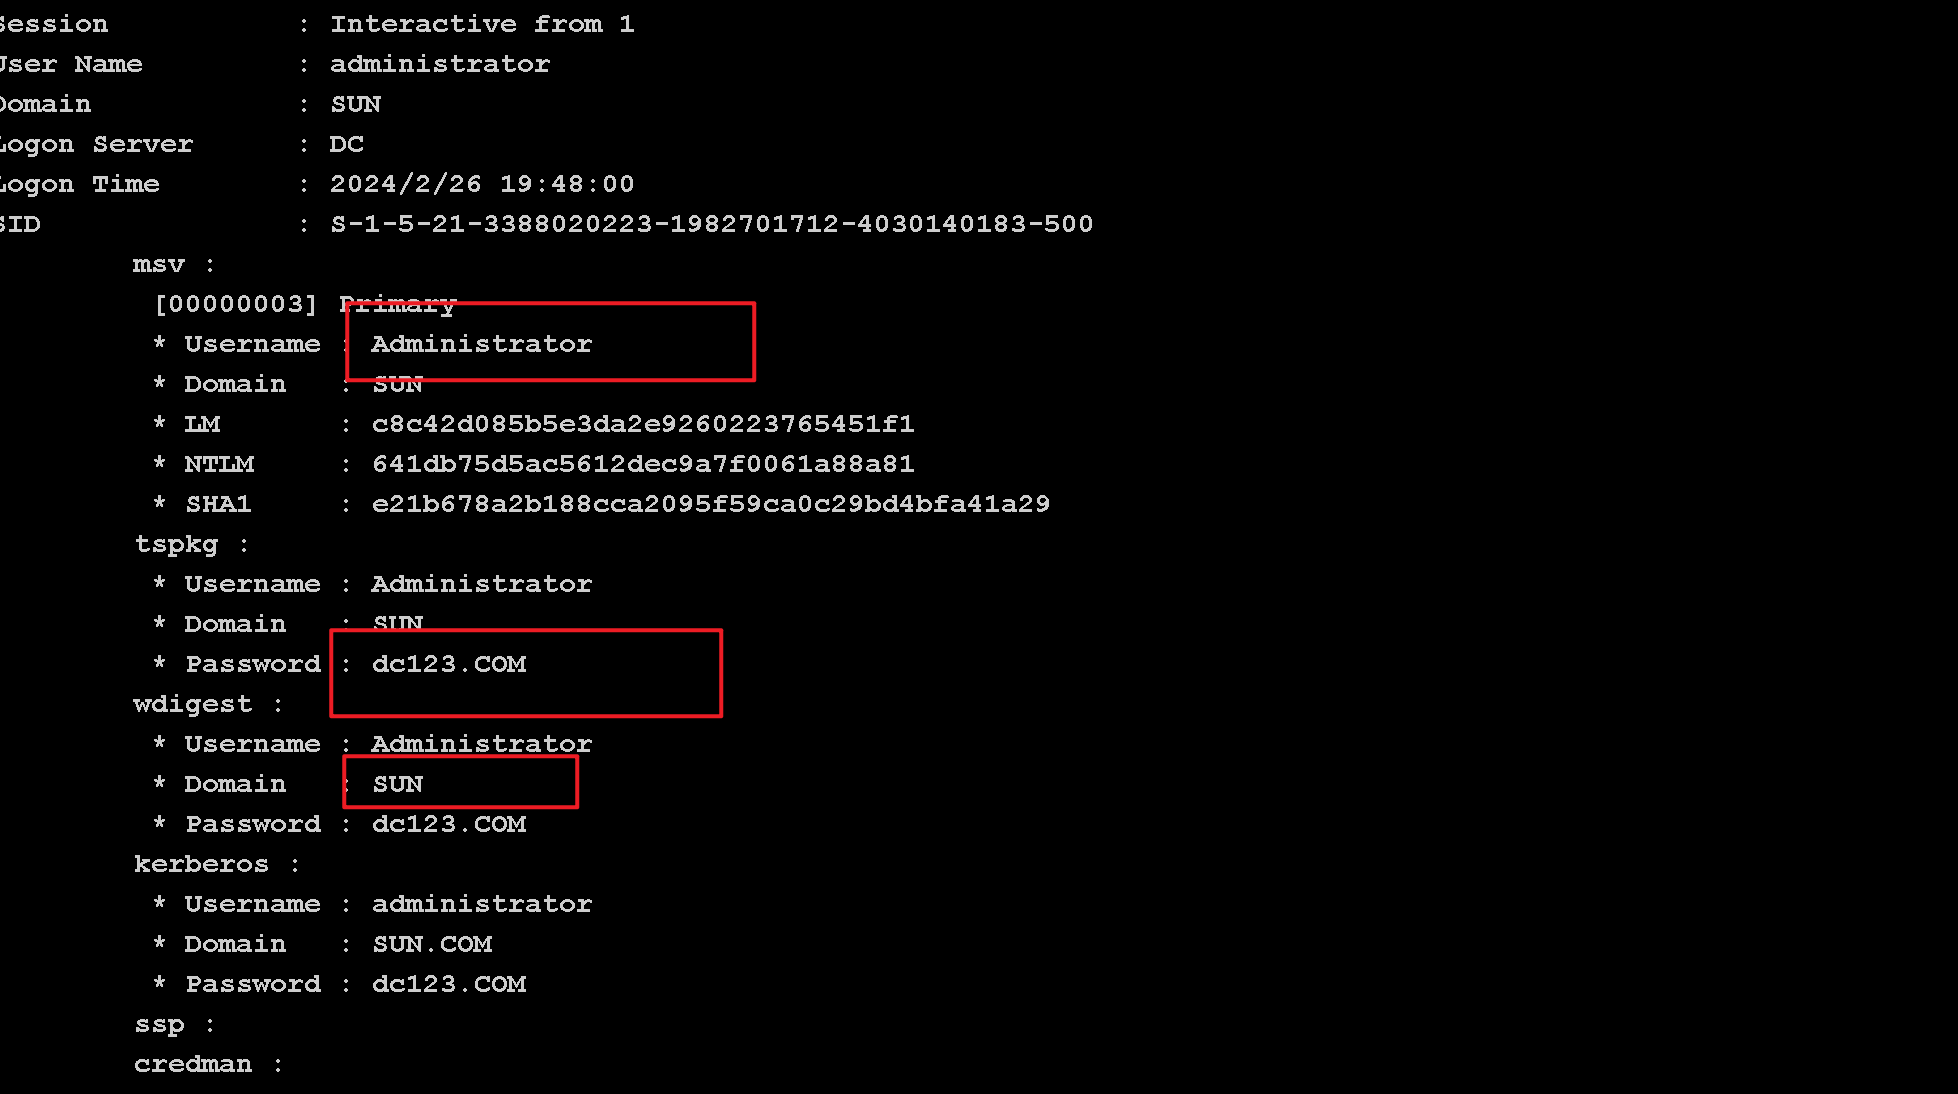 Session : Interactive from 1
User Name : administrator
Domain : SUN
Logon Server : DC
Logon Time : 2024/2/26 19:48:00
SID : S-1-5-21-3388020223-1982701712-4030140183-500
msv :
[00000003] Primary
* Username : Administrator
* Domain : SUN
* LM : c8c42d085b5e3da2e9260223765451f1
* NTLM : 641db75d5ac5612dec9a7f0061a88a81
* SHA1 : e21b678a2b188cca2095f59ca0c29bd4bfa41a29
tspkg :
* Username : Administrator
* Domain : SUN
* Password : dc123.COM
wdigest :
* Username : Administrator
* Domain : SUN
* Password : dc123.COM
kerberos :
* Username : administrator
* Domain : SUN.COM
* Password : dc123.COM
ssp :
credman :